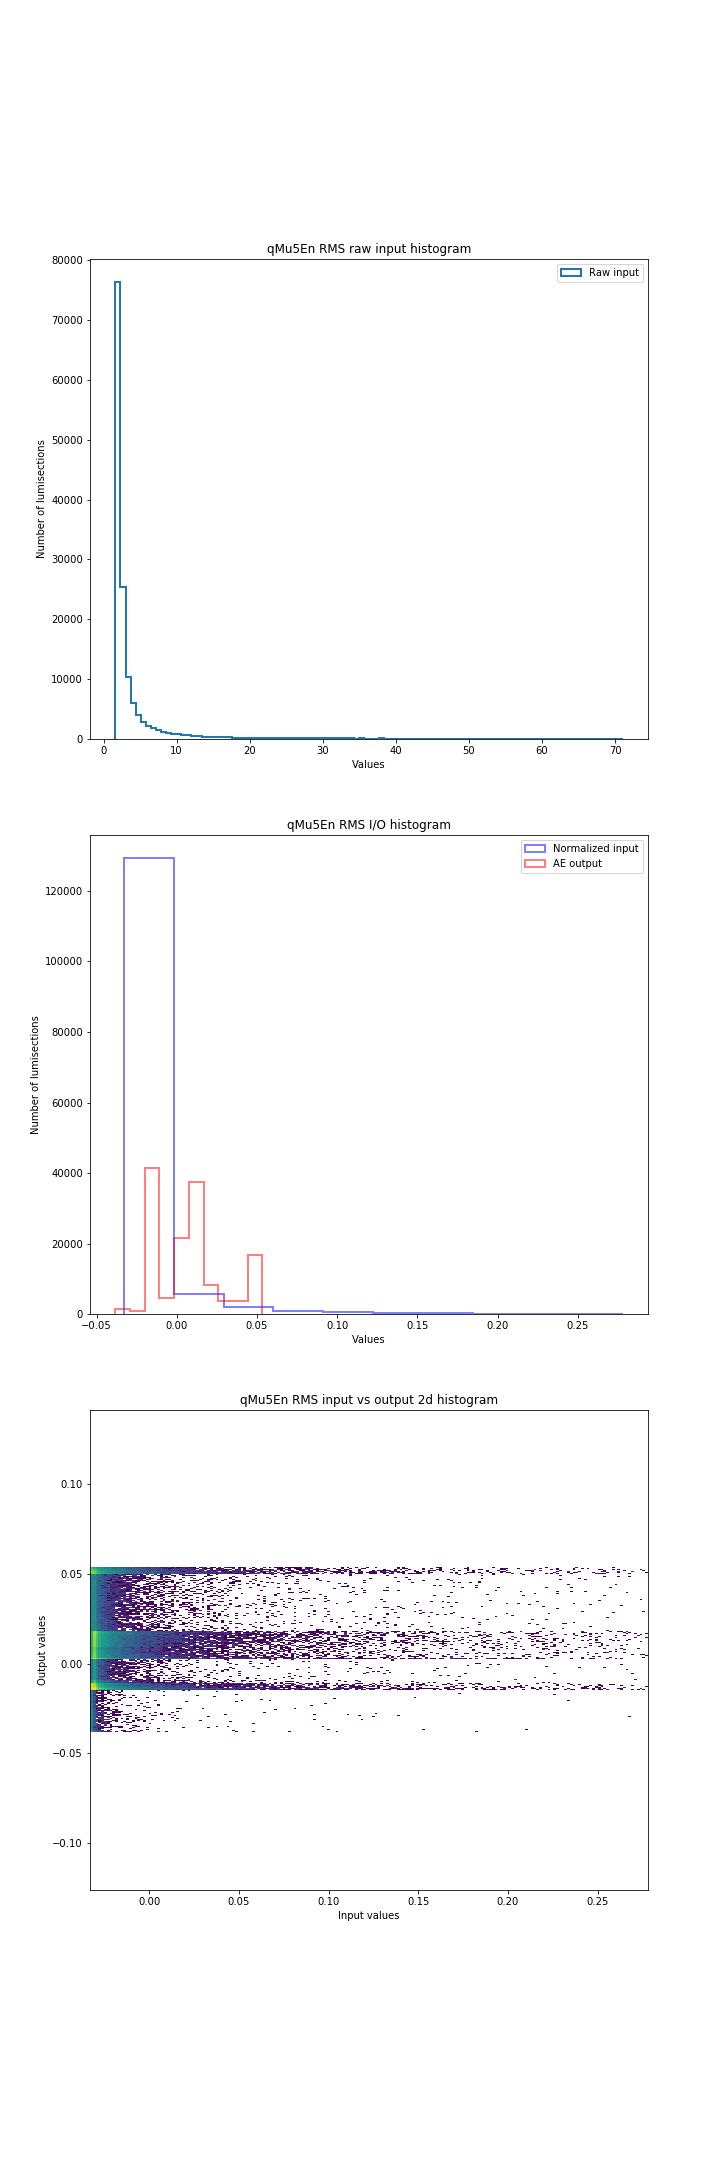 qMu5En RMS raw input histogram
80000
70000
60000
50000
40000
30000
20000
10000
0
Number of lumisections
Raw input
0 10 20 30 40 50 60 70
Values
qMu5En RMS I/O histogram
120000
100000
80000
60000
40000
20000
0
Number of lumisections
Normalized input
AE output
−0.05 0.00 0.05 0.10 0.15 0.20 0.25
Values
qMu5En RMS input vs output 2d histogram
0.10
0.05
0.00
−0.05
−0.10
Output values
0.00 0.05 0.10 0.15 0.20 0.25
Input values